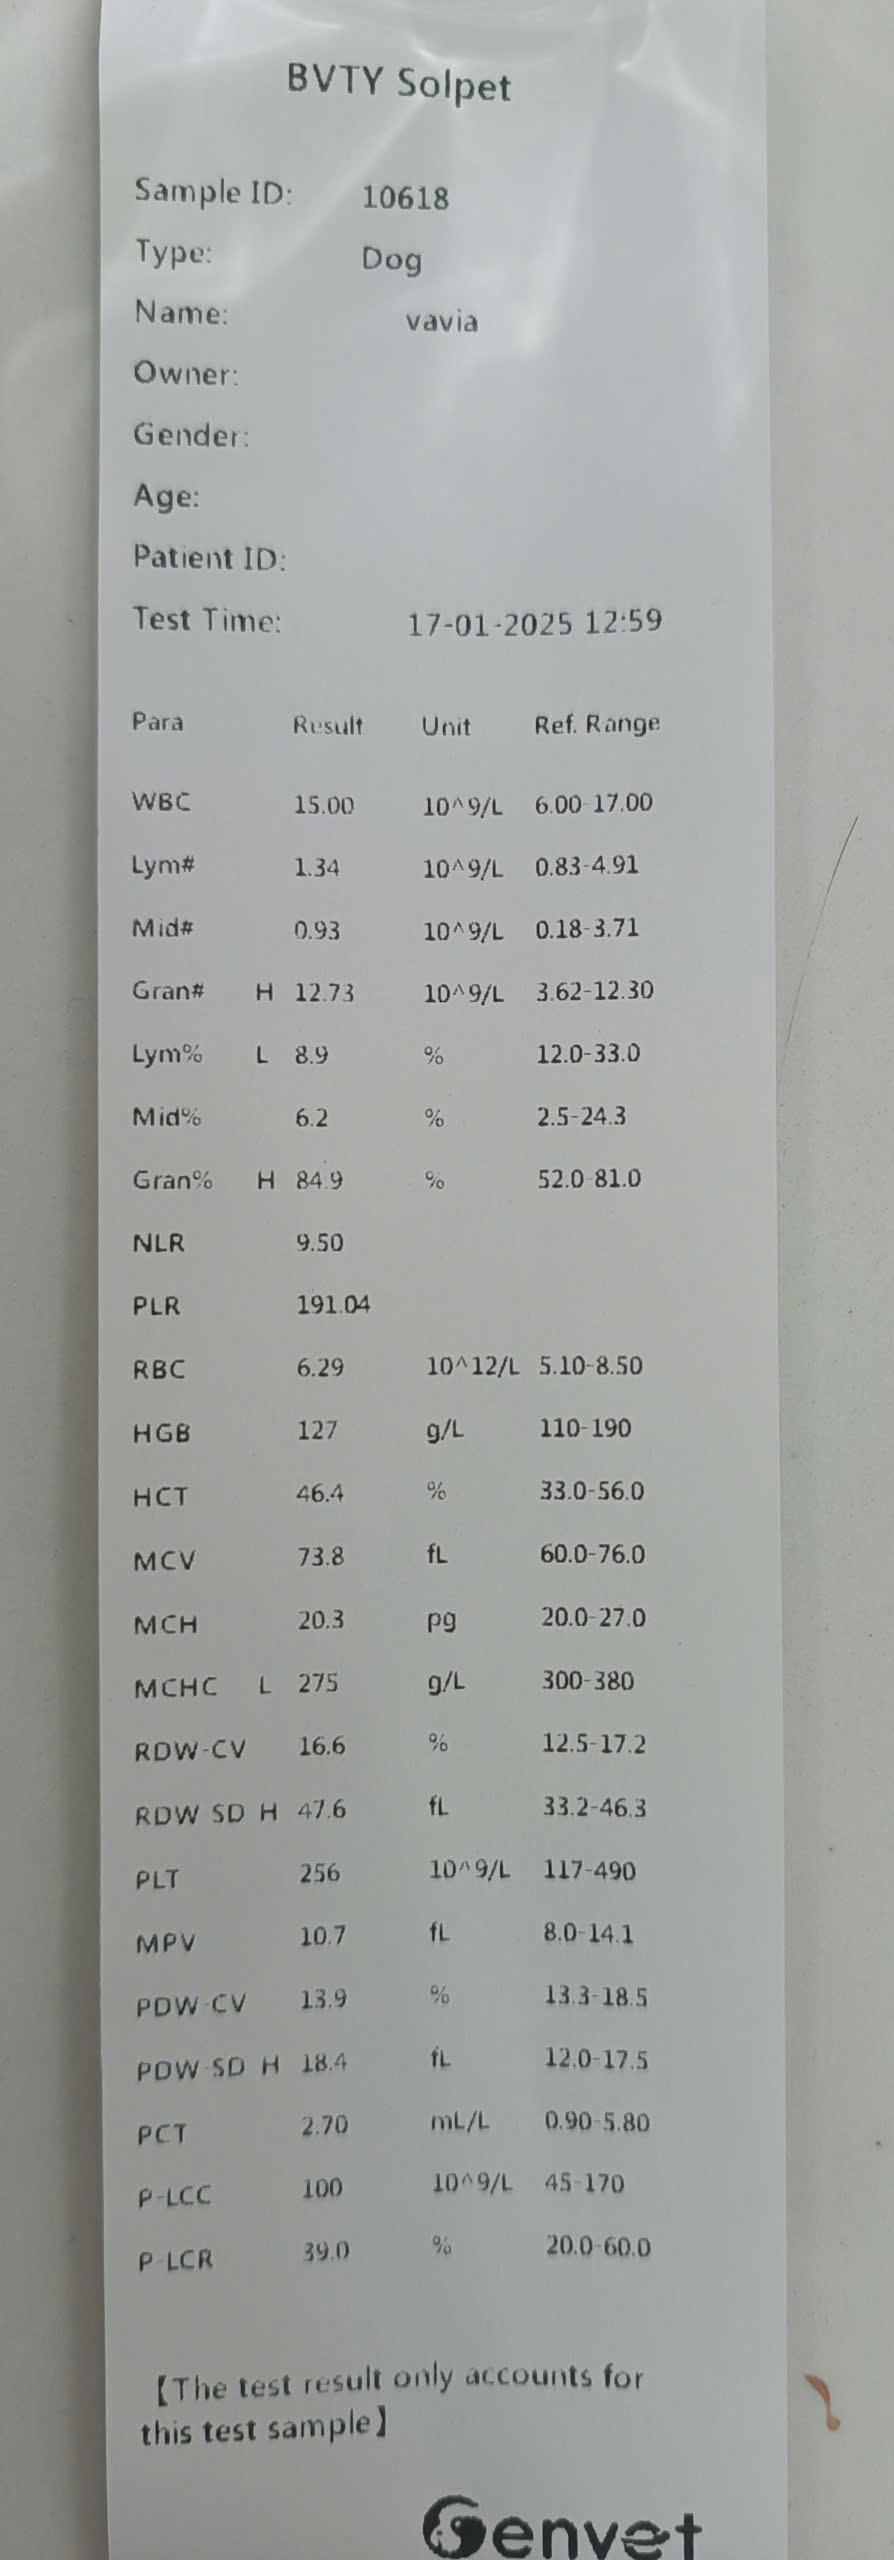 BVTY Solpet
Sample ID: 10618
Type: Dog
Name: vavia
Owner:
Gender:
Age:
Patient ID:
Test Time: 17-01-2025 12:59
Para Result Unit Ref. Range
WBC 15.00 10^9/L 6.00-17.00
Lym# 1.34 10^9/L 0.83-4.91
Mid# 0.93 10^9/L 0.18-3.71
Gran# H 12.73 10^9/L 3.62-12.30
Lym% L 8.9 % 12.0-33.0
Mid% 6.2 % 2.5-24.3
Gran% H 84.9 % 52.0-81.0
NLR 9.50
PLR 191.04
RBC 6.29 10^12/L 5.10-8.50
HGB 127 g/L 110-190
HCT 46.4 % 33.0-56.0
MCV 73.8 fL 60.0-76.0
MCH 20.3 pg 20.0-27.0
MCHC L 275 g/L 300-380
RDW-CV 16.6 % 12.5-17.2
RDW-SD H 47.6 fL 33.2-46.3
PLT 256 10^9/L 117-490
MPV 10.7 fL 8.0-14.1
PDW-CV 13.9 % 13.3-18.5
PDW-SD H 18.4 fL 12.0-17.5
PCT 2.70 mL/L 0.90-5.80
P-LCC 100 10^9/L 45-170
P-LCR 39.0 % 20.0-60.0
【The test result only accounts for
this test sample】
Genvet